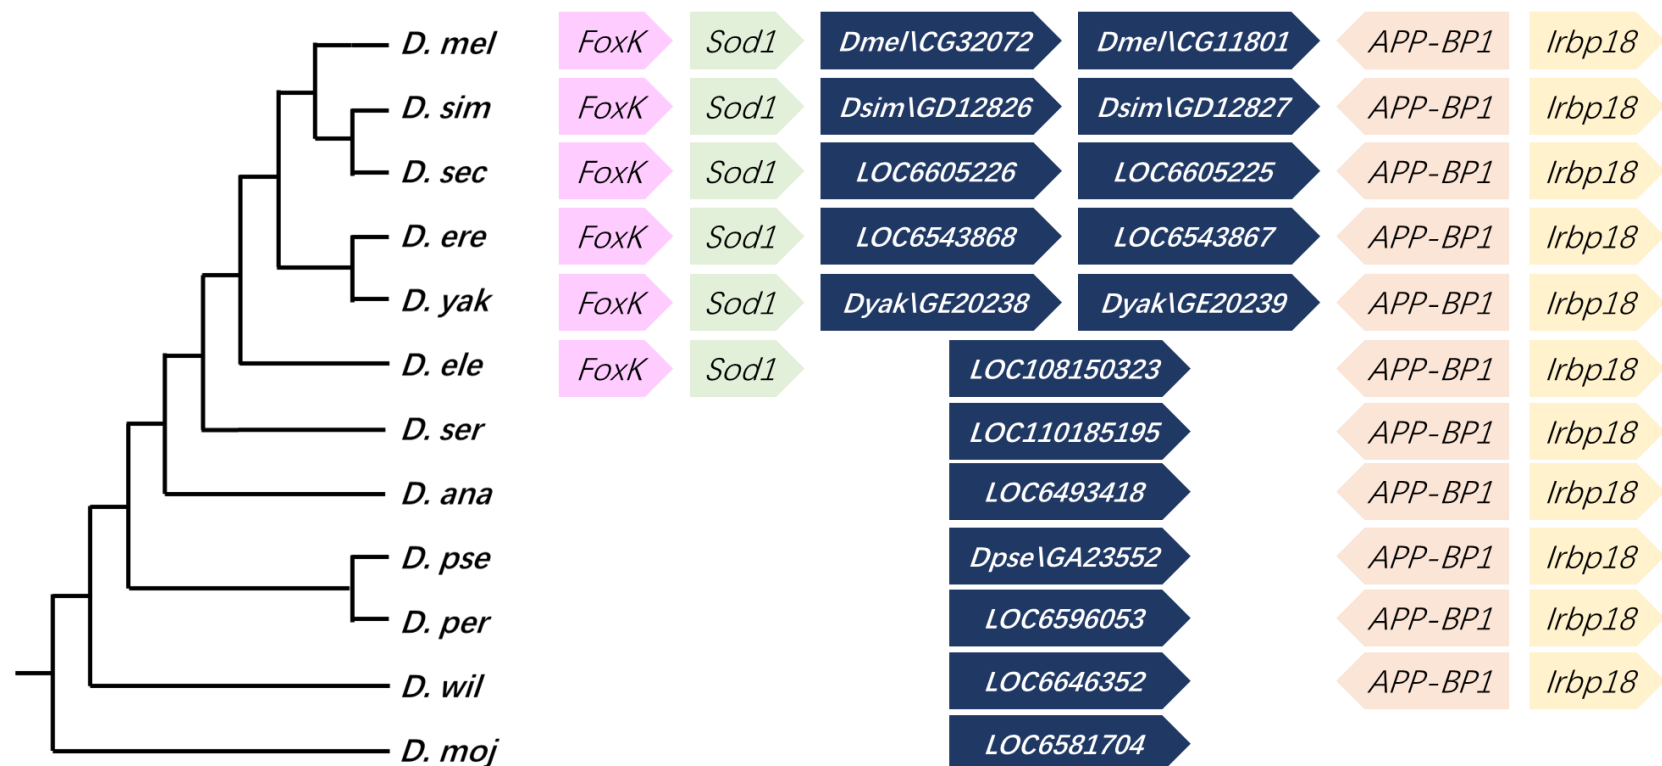 D. mel FoxK Sod1 Dmel\CG32072 Dmel\CG11801 APP-BP1 Irbp18
D. sim FoxK Sod1 Dsim\GD12826 Dsim\GD12827 APP-BP1 Irbp18
D. sec FoxK Sod1 LOC6605226 LOC6605225 APP-BP1 Irbp18
D. ere FoxK Sod1 LOC6543868 LOC6543867 APP-BP1 Irbp18
D. yak FoxK Sod1 Dyak\GE20238 Dyak\GE20239 APP-BP1 Irbp18
D. ele FoxK Sod1 LOC108150323 APP-BP1 Irbp18
D. ser LOC110185195 APP-BP1 Irbp18
D. ana LOC6493418 APP-BP1 Irbp18
D. pse Dpse\GA23552 APP-BP1 Irbp18
D. per LOC6596053 APP-BP1 Irbp18
D. wil LOC6646352 APP-BP1 Irbp18
D. moj LOC6581704